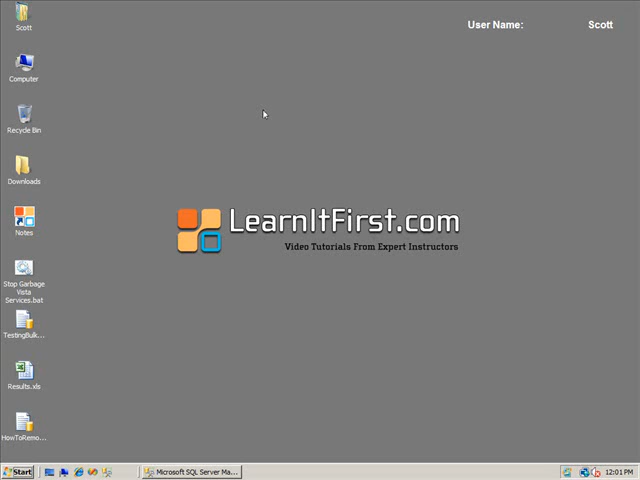 Scott
User Name: Scott
Computer
Recycle Bin
Downloads
LearnItFirst.com
Video Tutorials From Expert Instructors
Notes
Stop Garbage
Vista
Services.bat
TestingBulk...
Results.xls
HowToRemo...
Start
Microsoft SQL Server Ma...
12:01 PM